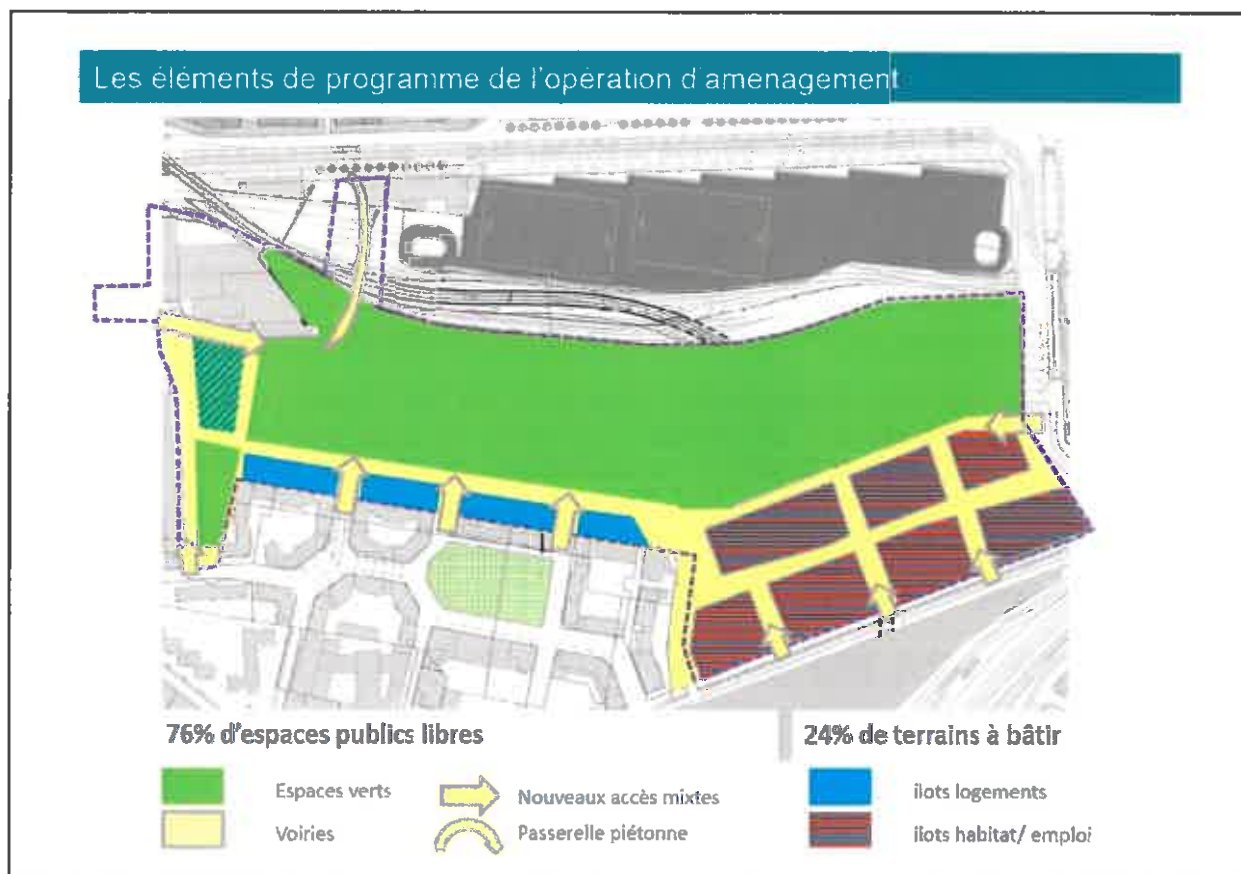 Les éléments de programme de l'opération d'amenagement
76% d'espaces publics libres
24% de terrains à bâtir
Espaces verts
Nouveaux accès mixtes
ilots logements
Voiries
Passerelle piétonne
ilots habitat/ emploi